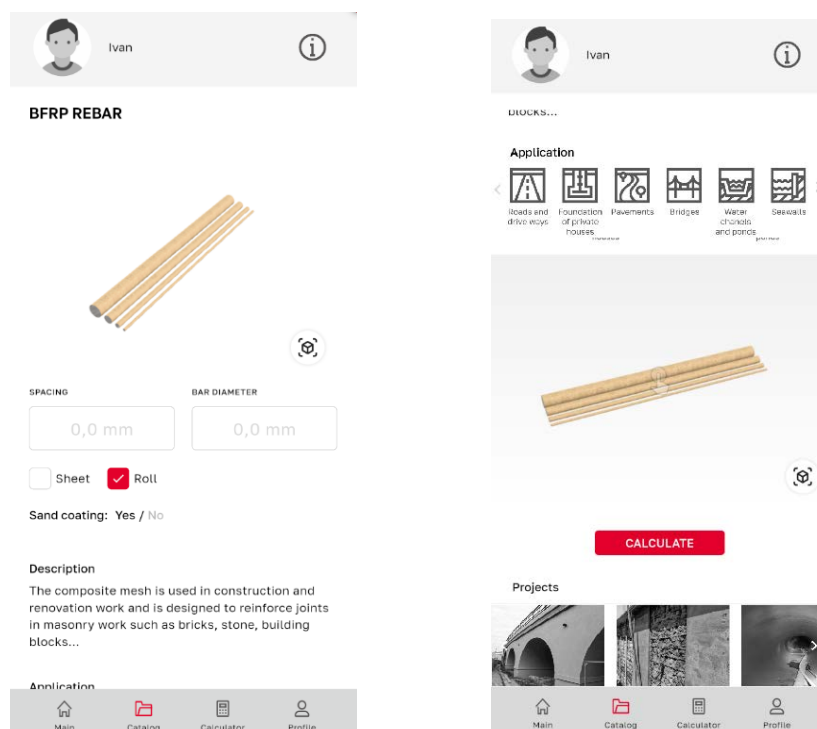 Ivan
BFRP REBAR
SPACING
BAR DIAMETER
0,0 mm
0,0 mm
Sheet
Roll
Sand coating: Yes / No
Description
The composite mesh is used in construction and
renovation work and is designed to reinforce joints
in masonry work such as bricks, stone, building
blocks...
Application
Main
Catalog
Calculator
Profile
Ivan
blocks...
Application
Roads and
drive ways
Foundation
of private
houses
Pavements
Bridges
Water
chanels
and ponds
Seawalls
CALCULATE
Projects
Main
Catalog
Calculator
Profile